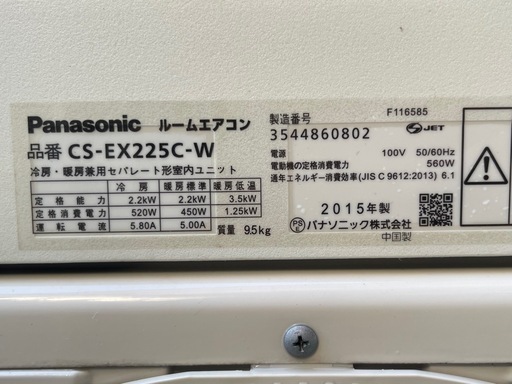 Panasonic ルームエアコン
品番 CS-EX225C-W
冷房・暖房兼用セパレート形室内ユニット
冷房 暖房標準 暖房低温
定格能力 2.2kW 2.2kW 3.5kW
定格消費電力 520W 450W 1.25kW
運転電流 5.80A 5.00A
質量 9.5kg
製造番号 F116585
3544860802
JET
電源 100V 50/60Hz
電動機の定格消費電力 560W
通年エネルギー消費効率(JIS C 9612:2013) 6.1
2015年製
PS E パナソニック株式会社
中国製